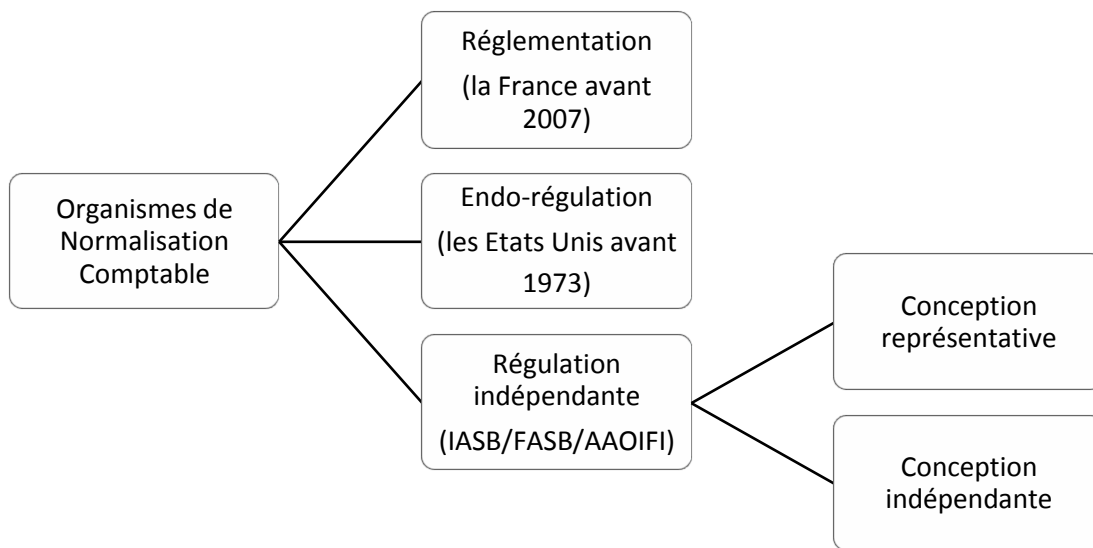 Réglementation
(la France avant
2007)
Organismes de
Normalisation
Comptable
Endo-régulation
(les Etats Unis avant
1973)
Régulation
indépendante
(IASB/FASB/AAOIFI)
Conception
représentative
Conception
indépendante